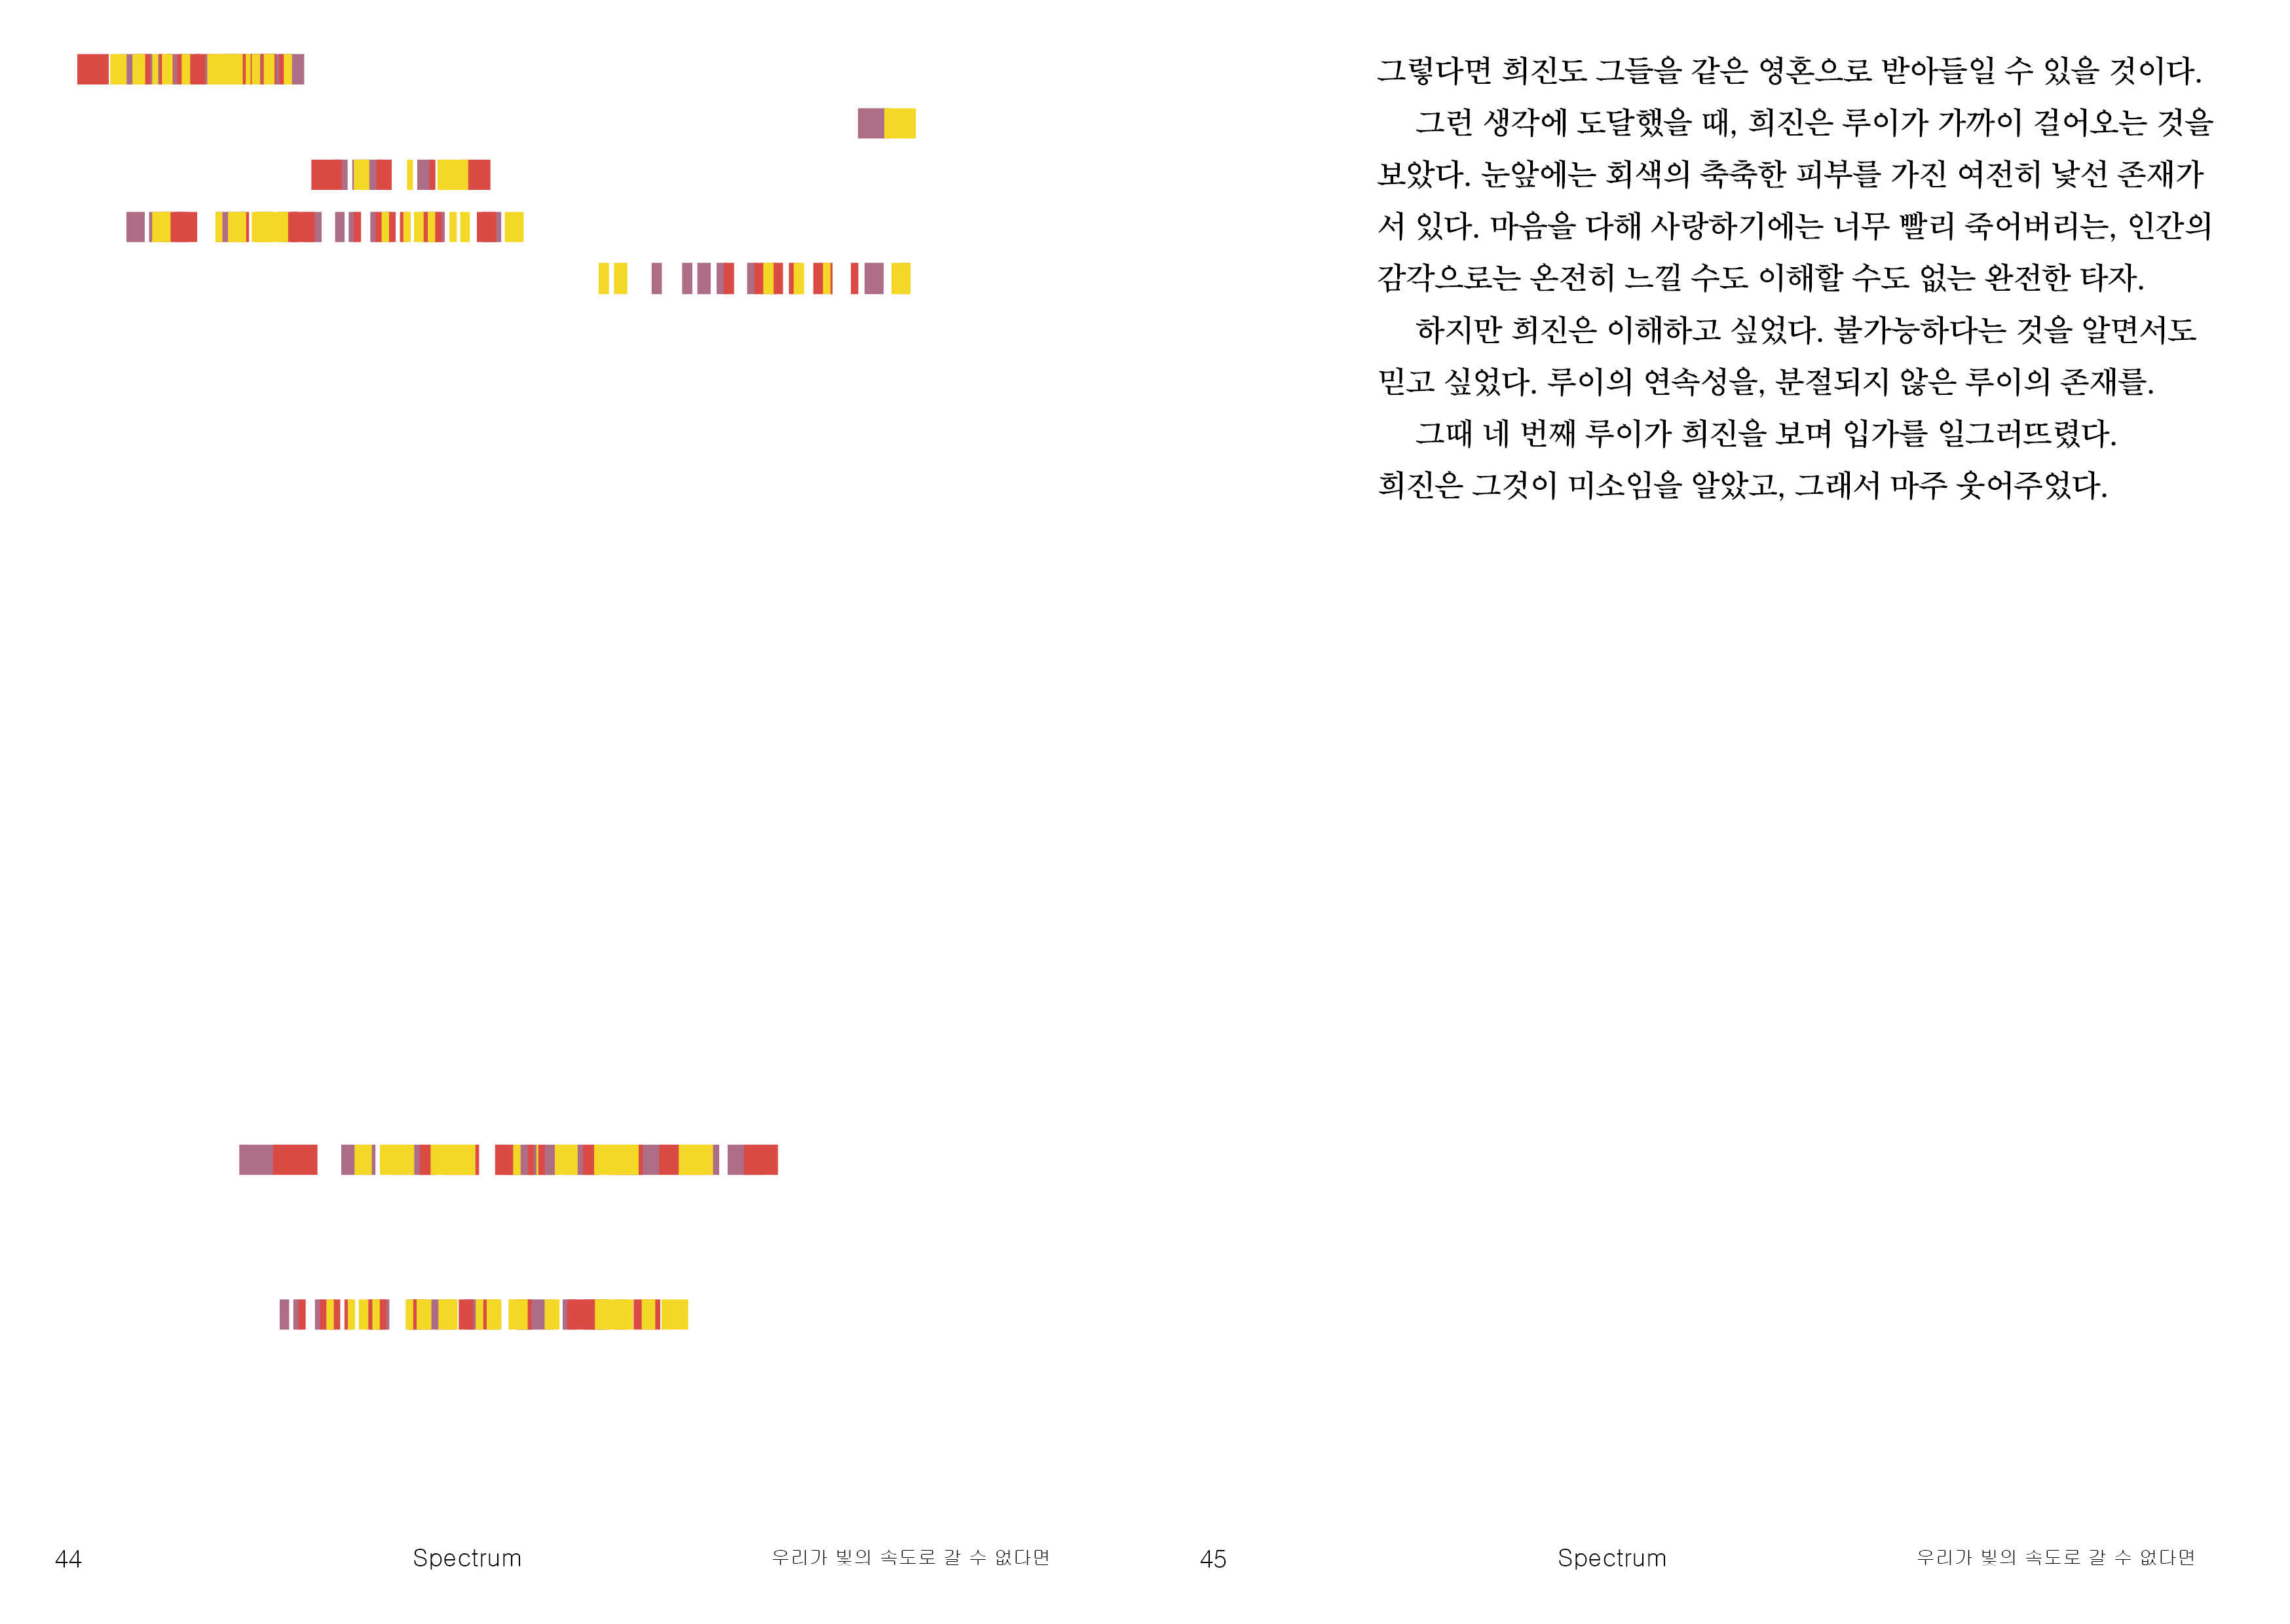 그렇다면 희진도 그들을 같은 영혼으로 받아들일 수 있을 것이다.
그런 생각에 도달했을 때, 희진은 루이가 가까이 걸어오는 것을
보았다. 눈앞에는 회색의 축축한 피부를 가진 여전히 낯선 존재가
서 있다. 마음을 다해 사랑하기에는 너무 빨리 죽어버리는, 인간의
감각으로는 온전히 느낄 수도 이해할 수도 없는 완전한 타자.
하지만 희진은 이해하고 싶었다. 불가능하다는 것을 알면서도
믿고 싶었다. 루이의 연속성을, 분절되지 않은 루이의 존재를.
그때 네 번째 루이가 희진을 보며 입가를 일그러뜨렸다.
희진은 그것이 미소임을 알았고, 그래서 마주 웃어주었다.
44 Spectrum 우리가 빛의 속도로 갈 수 없다면
45 Spectrum 우리가 빛의 속도로 갈 수 없다면